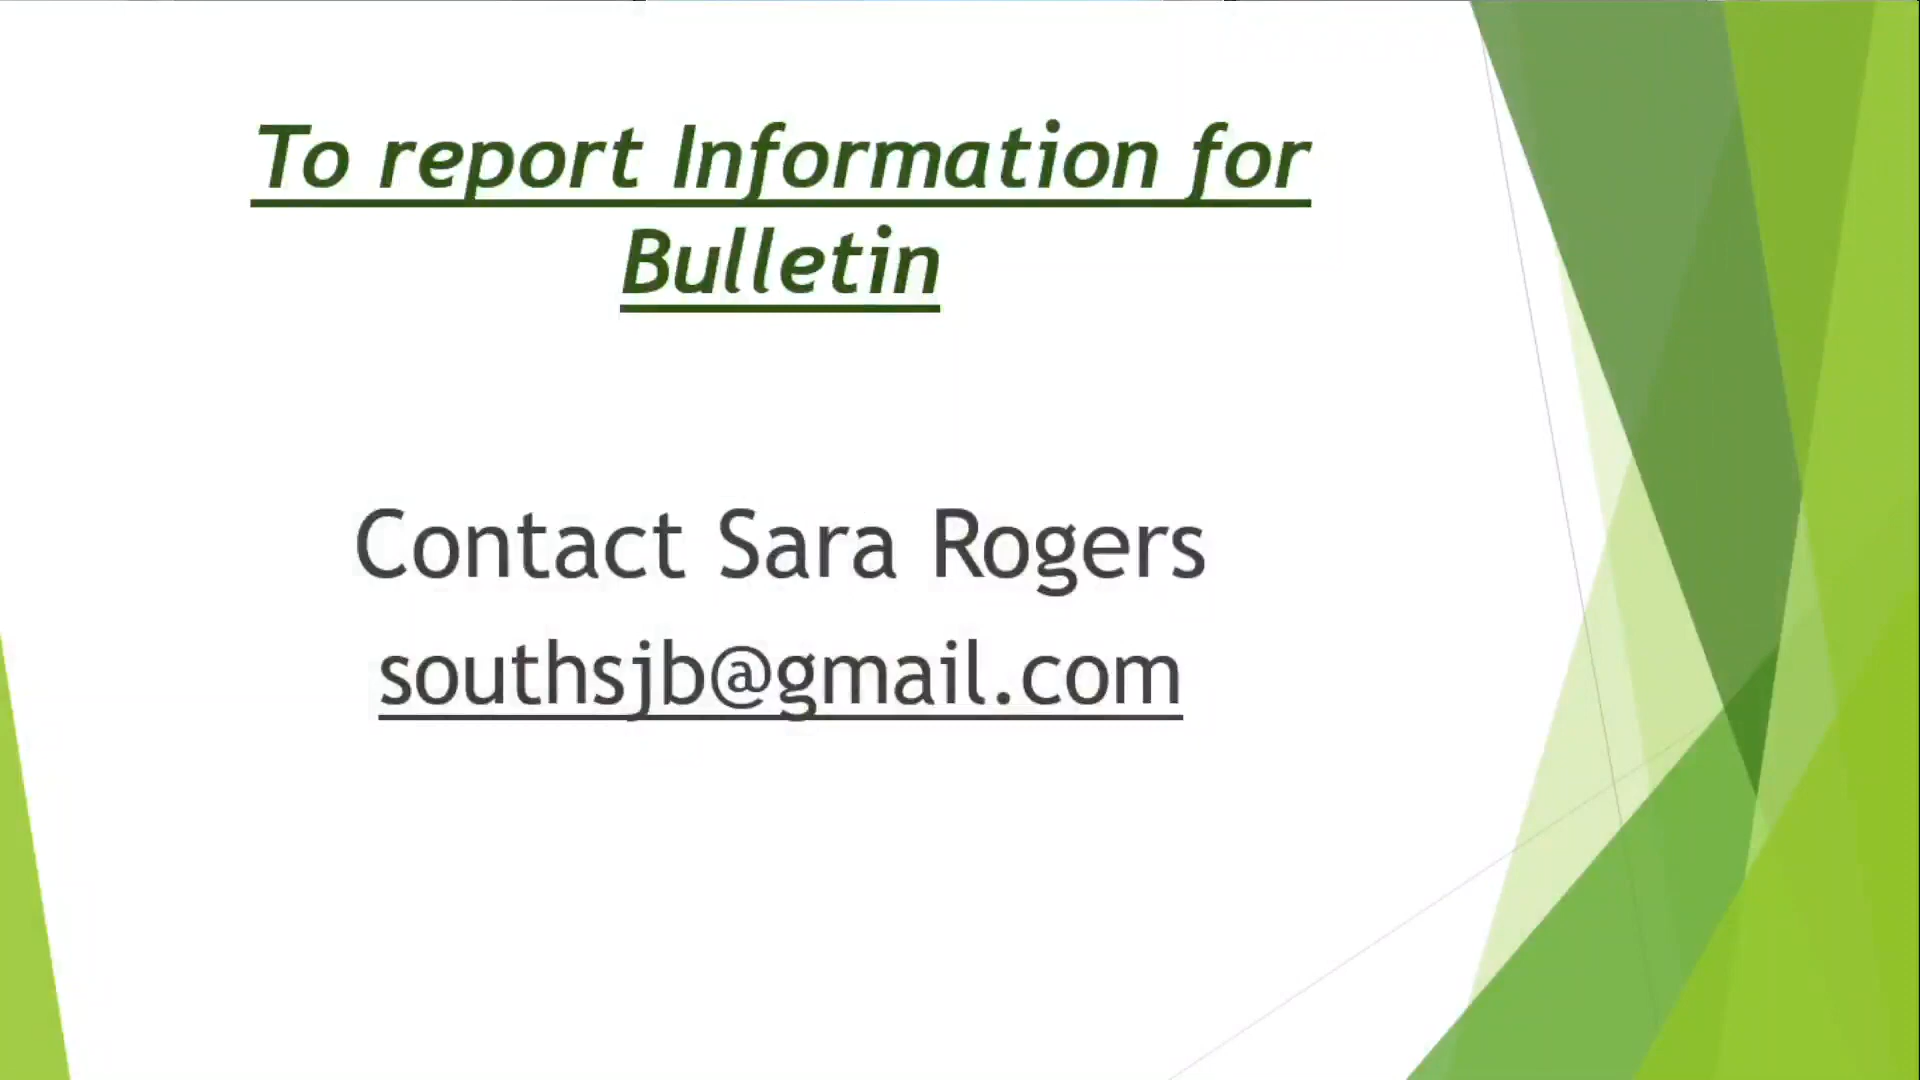 To report Information for
Bulletin
Contact Sara Rogers
southsjb@gmail.com